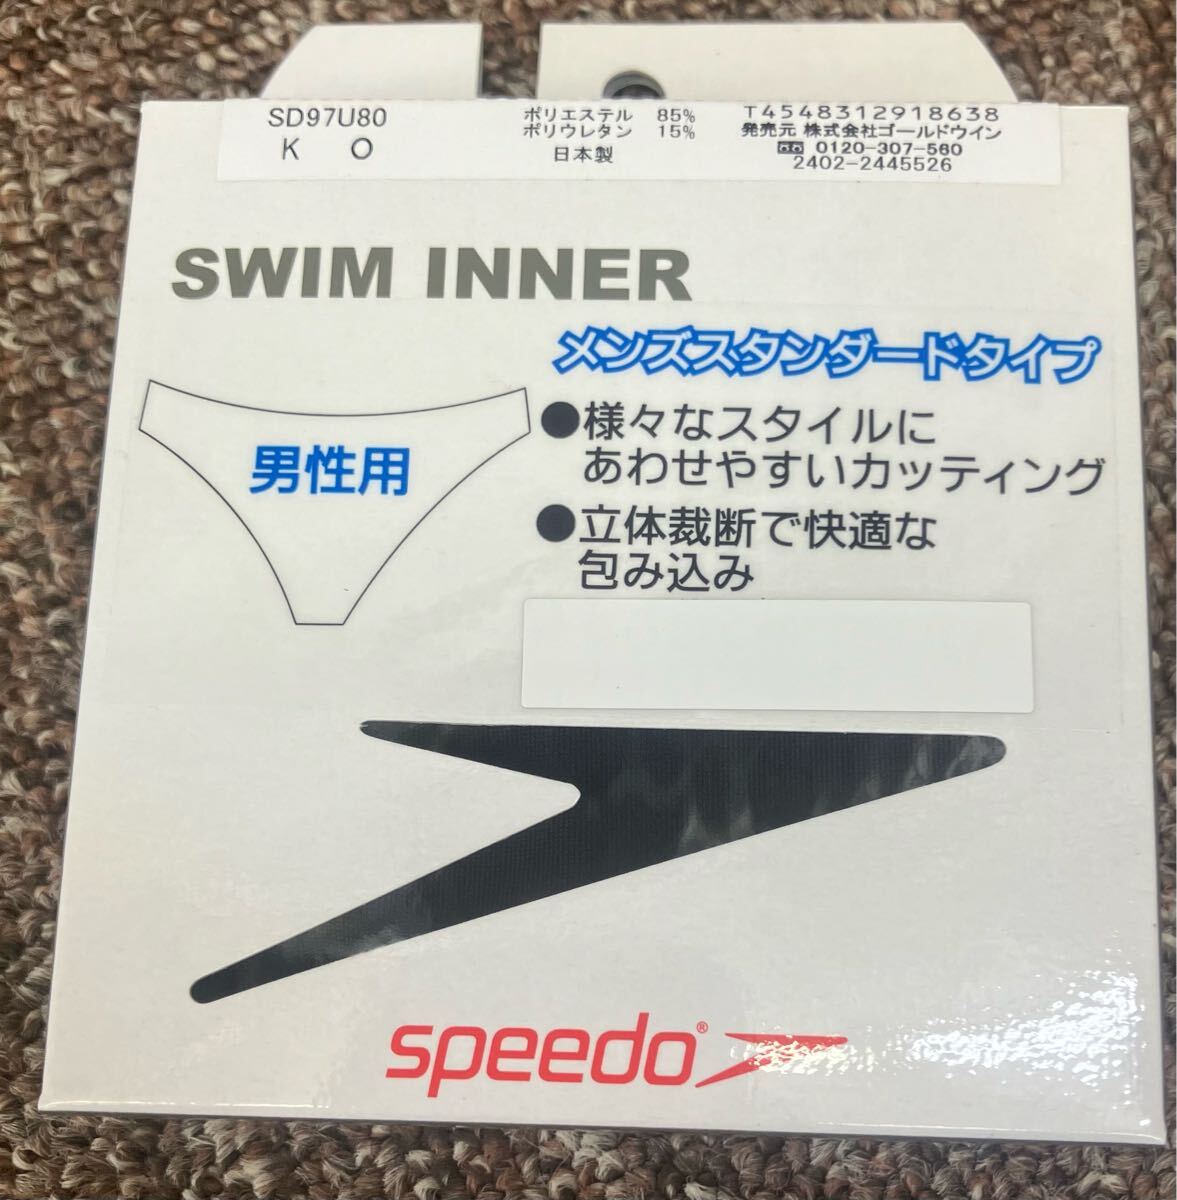 SD97U80
K O
ポリエステル 85%
ポリウレタン 15%
日本製
T4548312918638
発売元 株式会社ゴールドウイン
0120-307-560
2402-2445526
SWIM INNER
メンズスタンダードタイプ
男性用
●様々なスタイルに
あわせやすいカッティング
●立体裁断で快適な
包み込み
speedo®